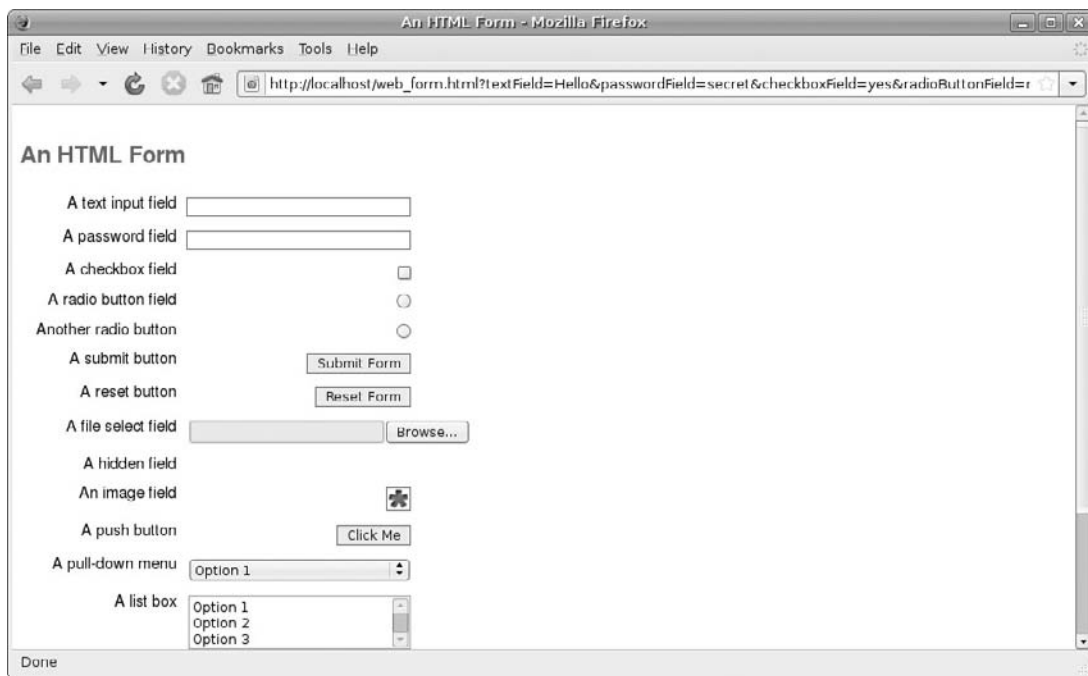 An HTML Form - Mozilla Firefox
File Edit View History Bookmarks Tools Help
http://localhost/web_form.html?textField=Hello&passwordField=secret&checkboxField=yes&radioButtonField=r
An HTML Form
A text input field
A password field
A checkbox field
A radio button field
Another radio button
A submit button Submit Form
A reset button Reset Form
A file select field Browse...
A hidden field
An image field
A push button Click Me
A pull-down menu Option 1
A list box Option 1
Option 2
Option 3
Done